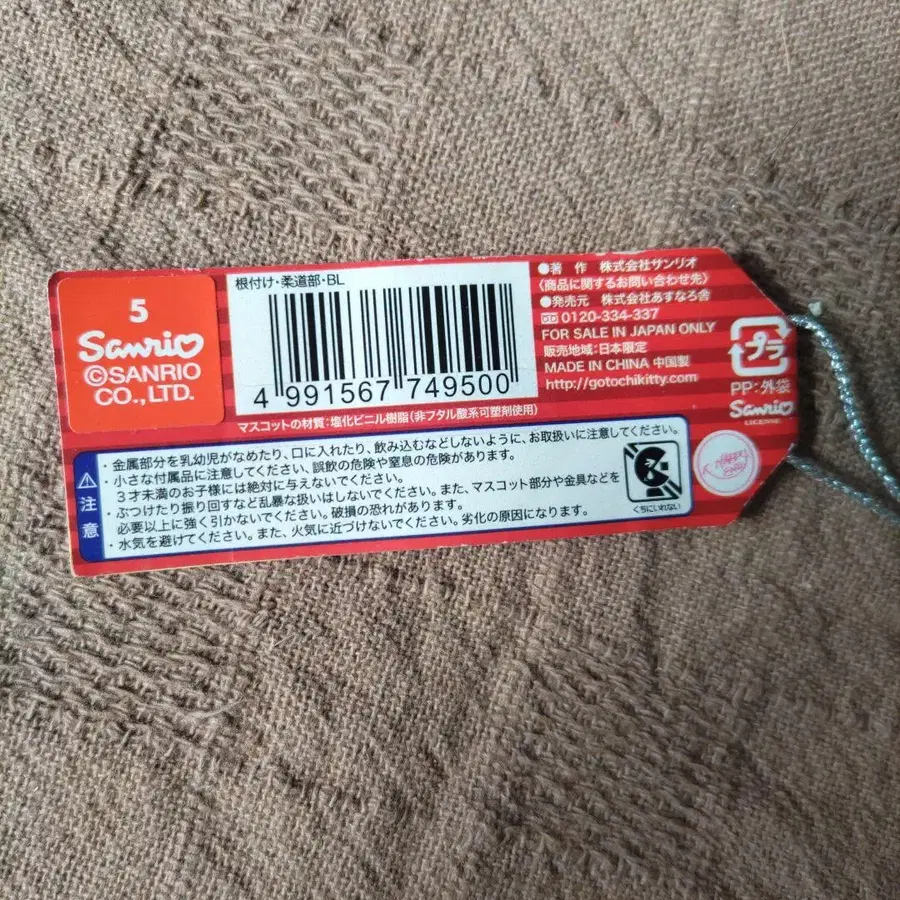 5
Sanrio
©SANRIO
CO.,LTD.
根付け・柔道部・BL
4 991567 749500
●著 作 株式会社サンリオ
〈商品に関するお問い合わせ先〉
●発売元 株式会社あすなろ舎
0120-334-337
FOR SALE IN JAPAN ONLY
販売地域:日本限定
MADE IN CHINA 中国製
http://gotochikitty.com
プラ
PP:外袋
Sanrio
LICENSE
マスコットの材質:塩化ビニル樹脂(非フタル酸系可塑剤使用)
注意
・金属部分を乳幼児がなめたり、口に入れたり、飲み込むなどしないように、お取扱いに注意してください。
・小さな付属品に注意してください。誤飲の危険や窒息の危険があります。
3才未満のお子様には絶対に与えないでください。
・ぶつけたり振り回すなど乱暴な扱いはしないでください。また、マスコット部分や金具などを
必要以上に強く引かないでください。破損の恐れがあります。
・水気を避けてください。また、火気に近づけないでください。劣化の原因になります。
くちにいれない